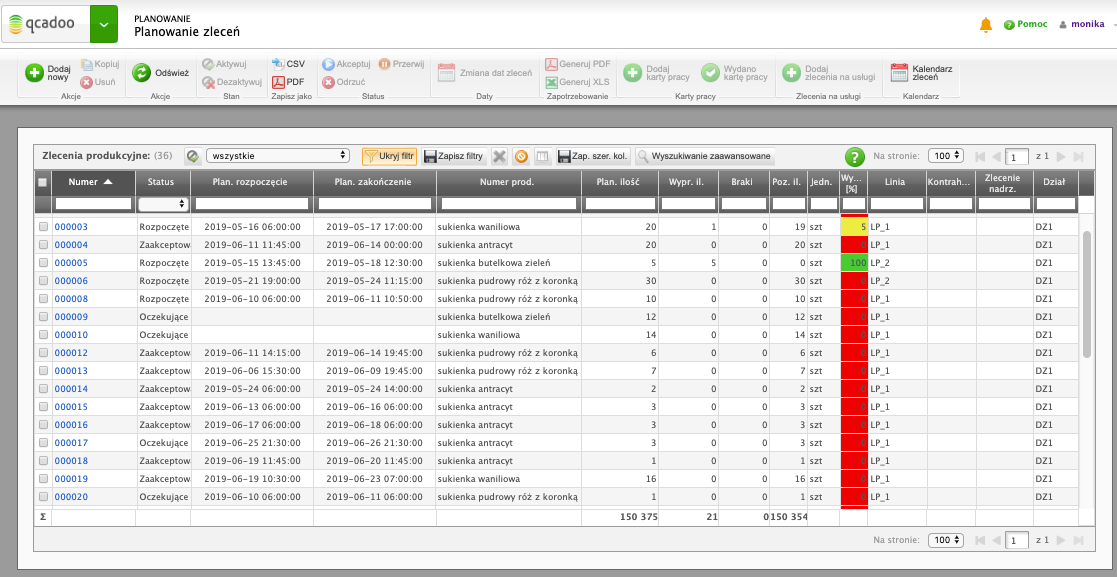 qcadoo
PLANOWANIE
Planowanie zleceń
Pomoc
monika
Dodaj nowy
Kopiuj
Usuń
Akcje
Odśwież
Akcje
Aktywuj
Dezaktywuj
Stan
CSV
PDF
Zapisz jako
Akceptuj
Przerwij
Odrzuć
Status
Zmiana dat zleceń
Daty
Generuj PDF
Generuj XLS
Zapotrzebowanie
Dodaj karty pracy
Wydano kartę pracy
Karty pracy
Dodaj zlecenia na usługi
Zlecenia na usługi
Kalendarz zleceń
Kalendarz
Zlecenia produkcyjne: (36)
wszystkie
Ukryj filtr
Zapisz filtry
Zap. szer. kol.
Wyszukiwanie zaawansowane
Na stronie: 100 1 z 1
Numer Status Plan. rozpoczęcie Plan. zakończenie Numer prod. Plan. ilość Wypr. il. Braki Poz. il. Jedn. Wy... [%] Linia Kontrah... Zlecenie nadrz. Dział
000003 Rozpoczęte 2019-05-16 06:00:00 2019-05-17 17:00:00 sukienka waniliowa 20 1 0 19 szt 5 LP_1 DZ1
000004 Zaakceptow 2019-06-11 11:45:00 2019-06-14 00:00:00 sukienka antracyt 20 0 0 20 szt 0 LP_1 DZ1
000005 Rozpoczęte 2019-05-15 13:45:00 2019-05-18 12:30:00 sukienka butelkowa zieleń 5 5 0 0 szt 100 LP_2 DZ1
000006 Rozpoczęte 2019-05-21 19:00:00 2019-05-24 11:15:00 sukienka pudrowy róż z koronką 30 0 0 30 szt 0 LP_2 DZ1
000008 Rozpoczęte 2019-06-10 06:00:00 2019-06-11 10:50:00 sukienka pudrowy róż z koronką 10 0 0 10 szt 0 LP_1 DZ1
000009 Oczekujące sukienka butelkowa zieleń 12 0 0 12 szt 0 LP_1 DZ1
000010 Oczekujące sukienka waniliowa 14 0 0 14 szt 0 LP_1 DZ1
000012 Zaakceptow 2019-06-11 14:15:00 2019-06-14 19:45:00 sukienka pudrowy róż z koronką 6 0 0 6 szt 0 LP_1 DZ1
000013 Zaakceptow 2019-06-06 15:30:00 2019-06-09 19:45:00 sukienka pudrowy róż z koronką 7 0 0 7 szt 0 LP_1 DZ1
000014 Zaakceptow 2019-05-24 06:00:00 2019-05-24 14:00:00 sukienka antracyt 2 0 0 2 szt 0 LP_1 DZ1
000015 Zaakceptow 2019-06-13 06:00:00 2019-06-16 06:00:00 sukienka antracyt 3 0 0 3 szt 0 LP_1 DZ1
000016 Zaakceptow 2019-06-17 06:00:00 2019-06-18 06:00:00 sukienka antracyt 3 0 0 3 szt 0 LP_1 DZ1
000017 Oczekujące 2019-06-25 21:30:00 2019-06-26 21:30:00 sukienka antracyt 3 0 0 3 szt 0 LP_1 DZ1
000018 Zaakceptow 2019-06-19 11:45:00 2019-06-20 11:45:00 sukienka antracyt 1 0 0 1 szt 0 LP_1 DZ1
000019 Zaakceptow 2019-06-19 10:30:00 2019-06-23 07:00:00 sukienka waniliowa 16 0 0 16 szt 0 LP_1 DZ1
000020 Oczekujące 2019-06-10 06:00:00 2019-06-11 06:00:00 sukienka pudrowy róż z koronką 1 0 0 1 szt 0 LP_1 DZ1
Σ 150 375 21 0 150 354
Na stronie: 100 1 z 1